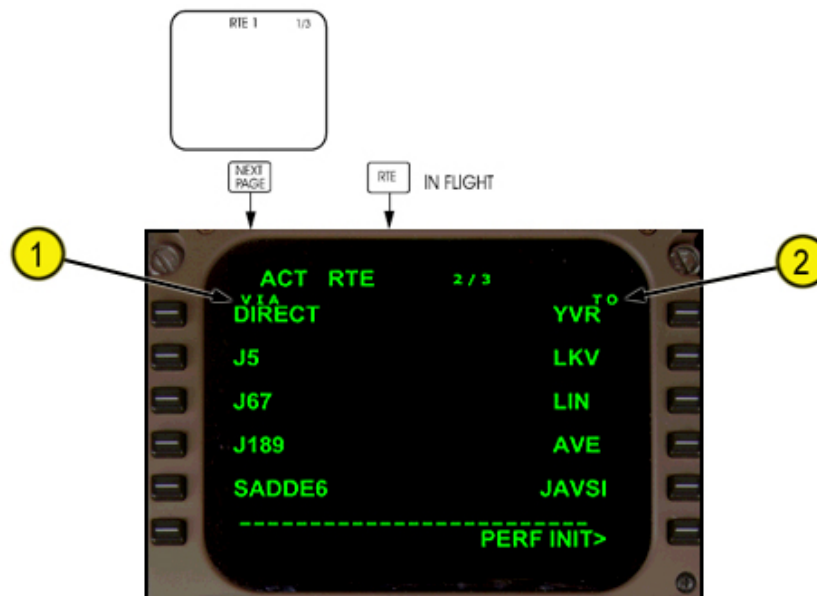 RTE 1 1/3
NEXT PAGE
RTE IN FLIGHT
1
2
ACT RTE 2/3
VIA TO
DIRECT YVR
J5 LKV
J67 LIN
J189 AVE
SADDE6 JAVSI
--------------------------
PERF INIT>